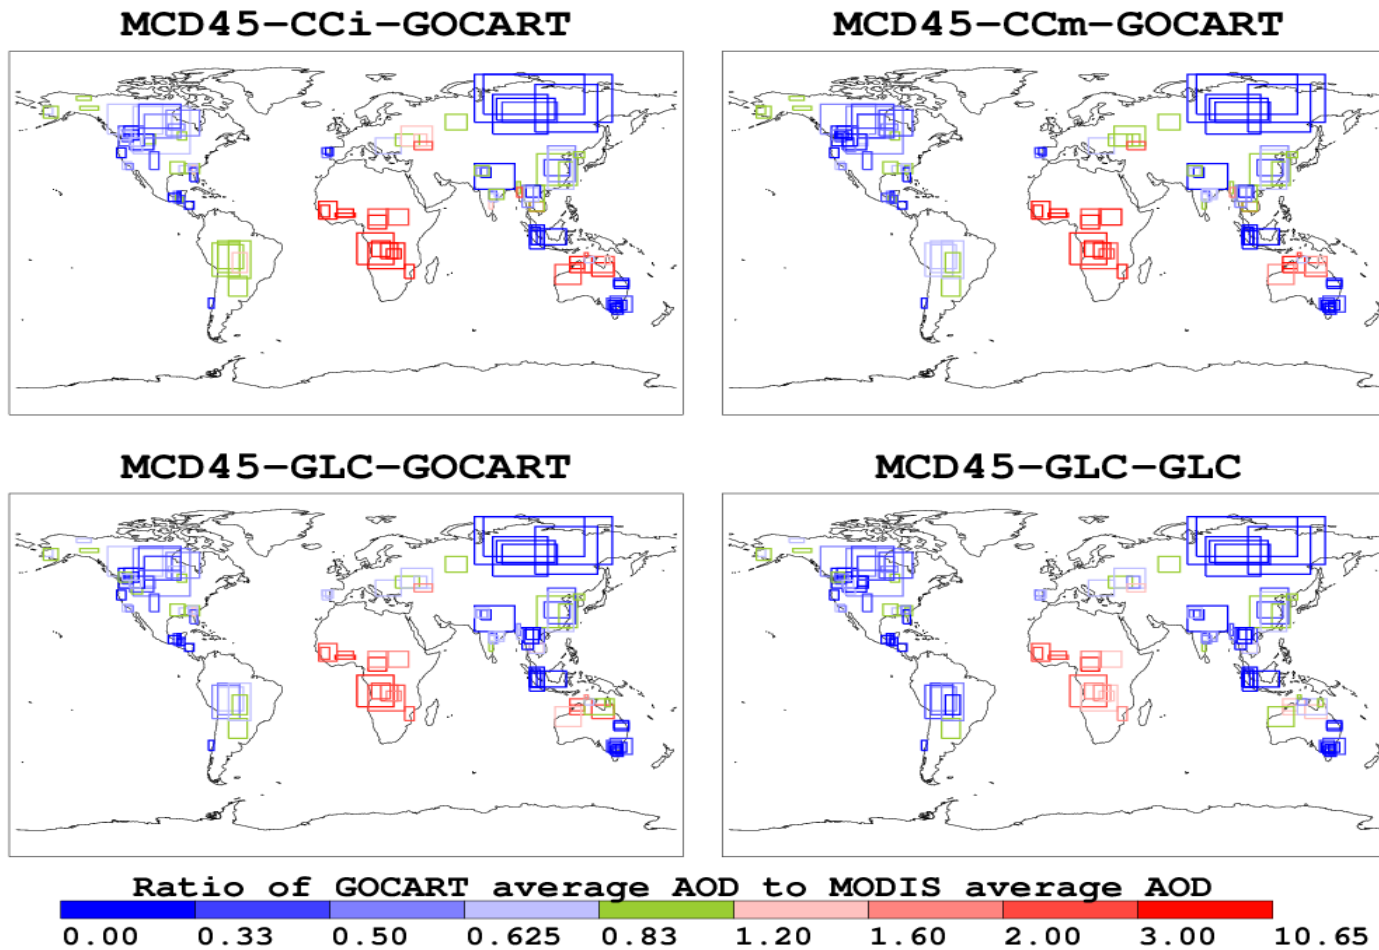 MCD45-CCi-GOCART
MCD45-CCm-GOCART
MCD45-GLC-GOCART
MCD45-GLC-GLC
Ratio of GOCART average AOD to MODIS average AOD
0.00 0.33 0.50 0.625 0.83 1.20 1.60 2.00 3.00 10.65